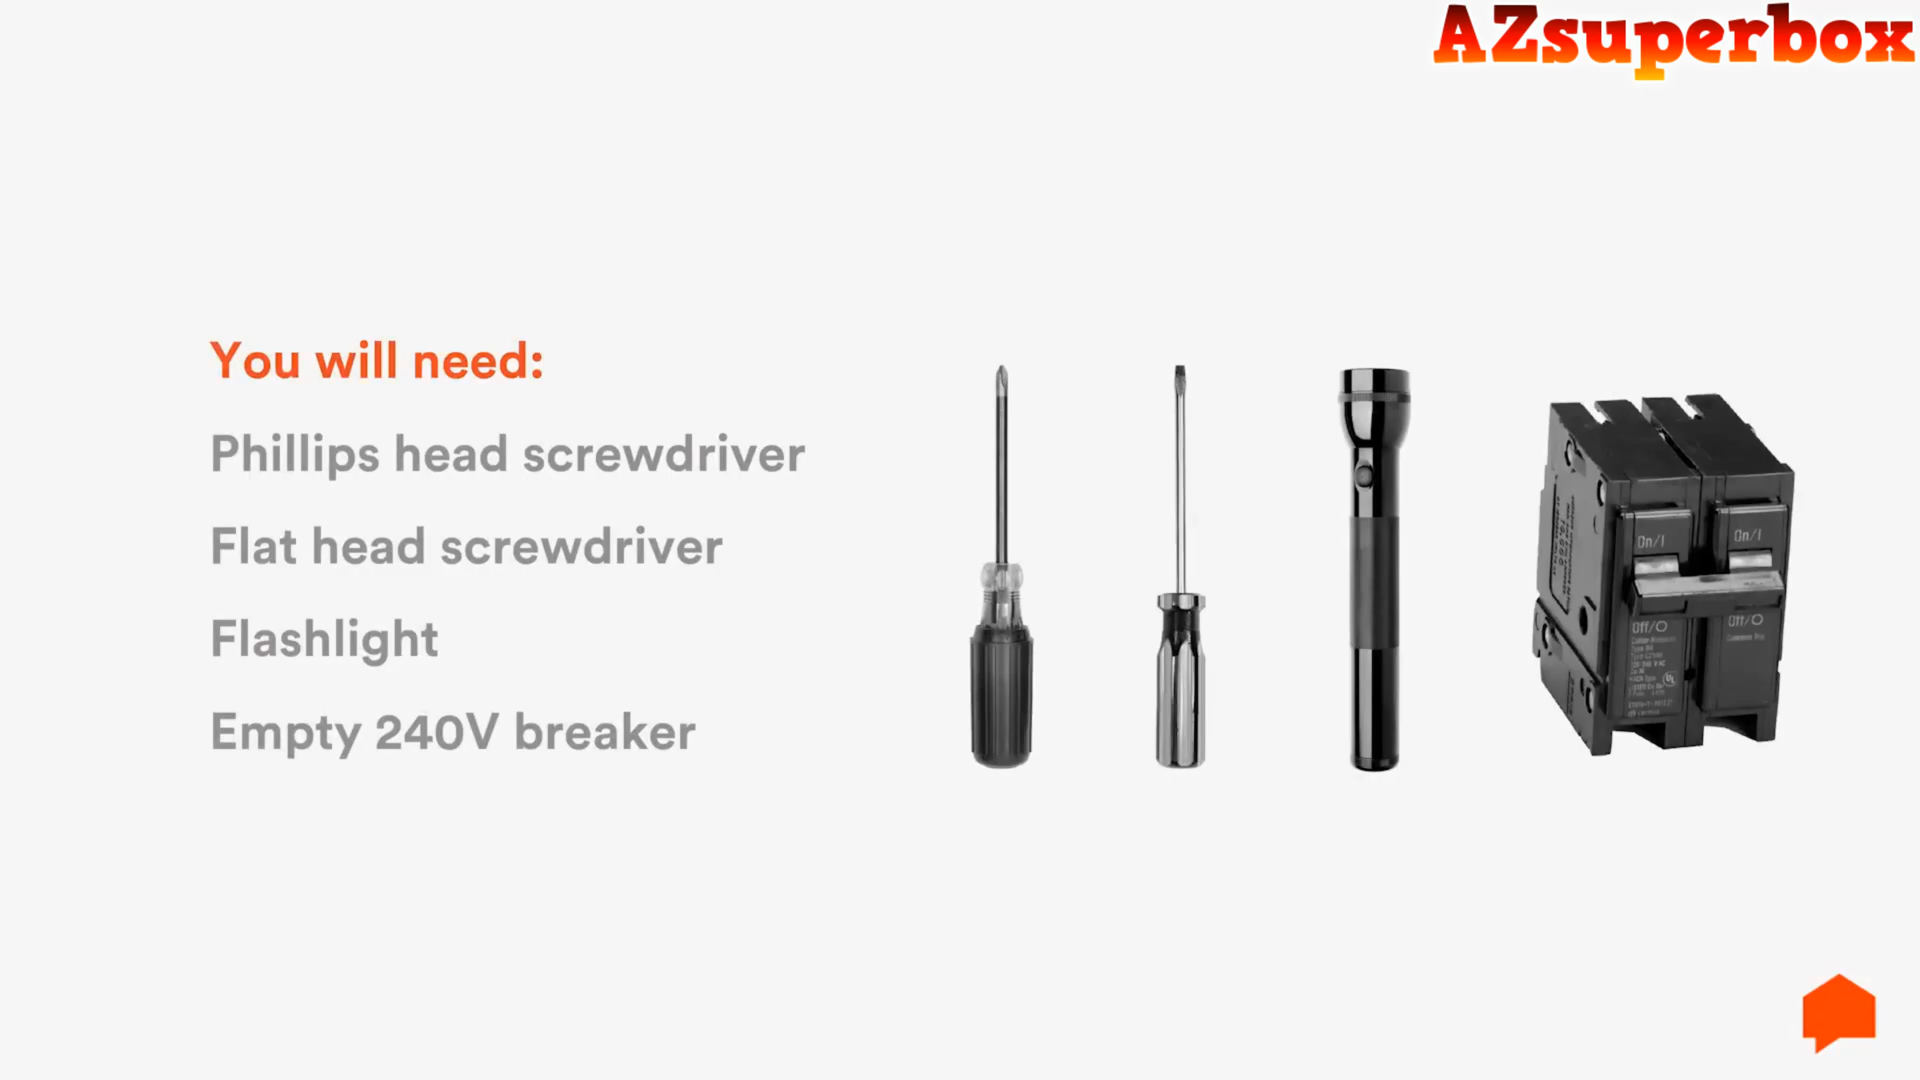 AZsuperbox
You will need:
Phillips head screwdriver
Flat head screwdriver
Flashlight
Empty 240V breaker
On/I
On/I
Off/O
Off/O